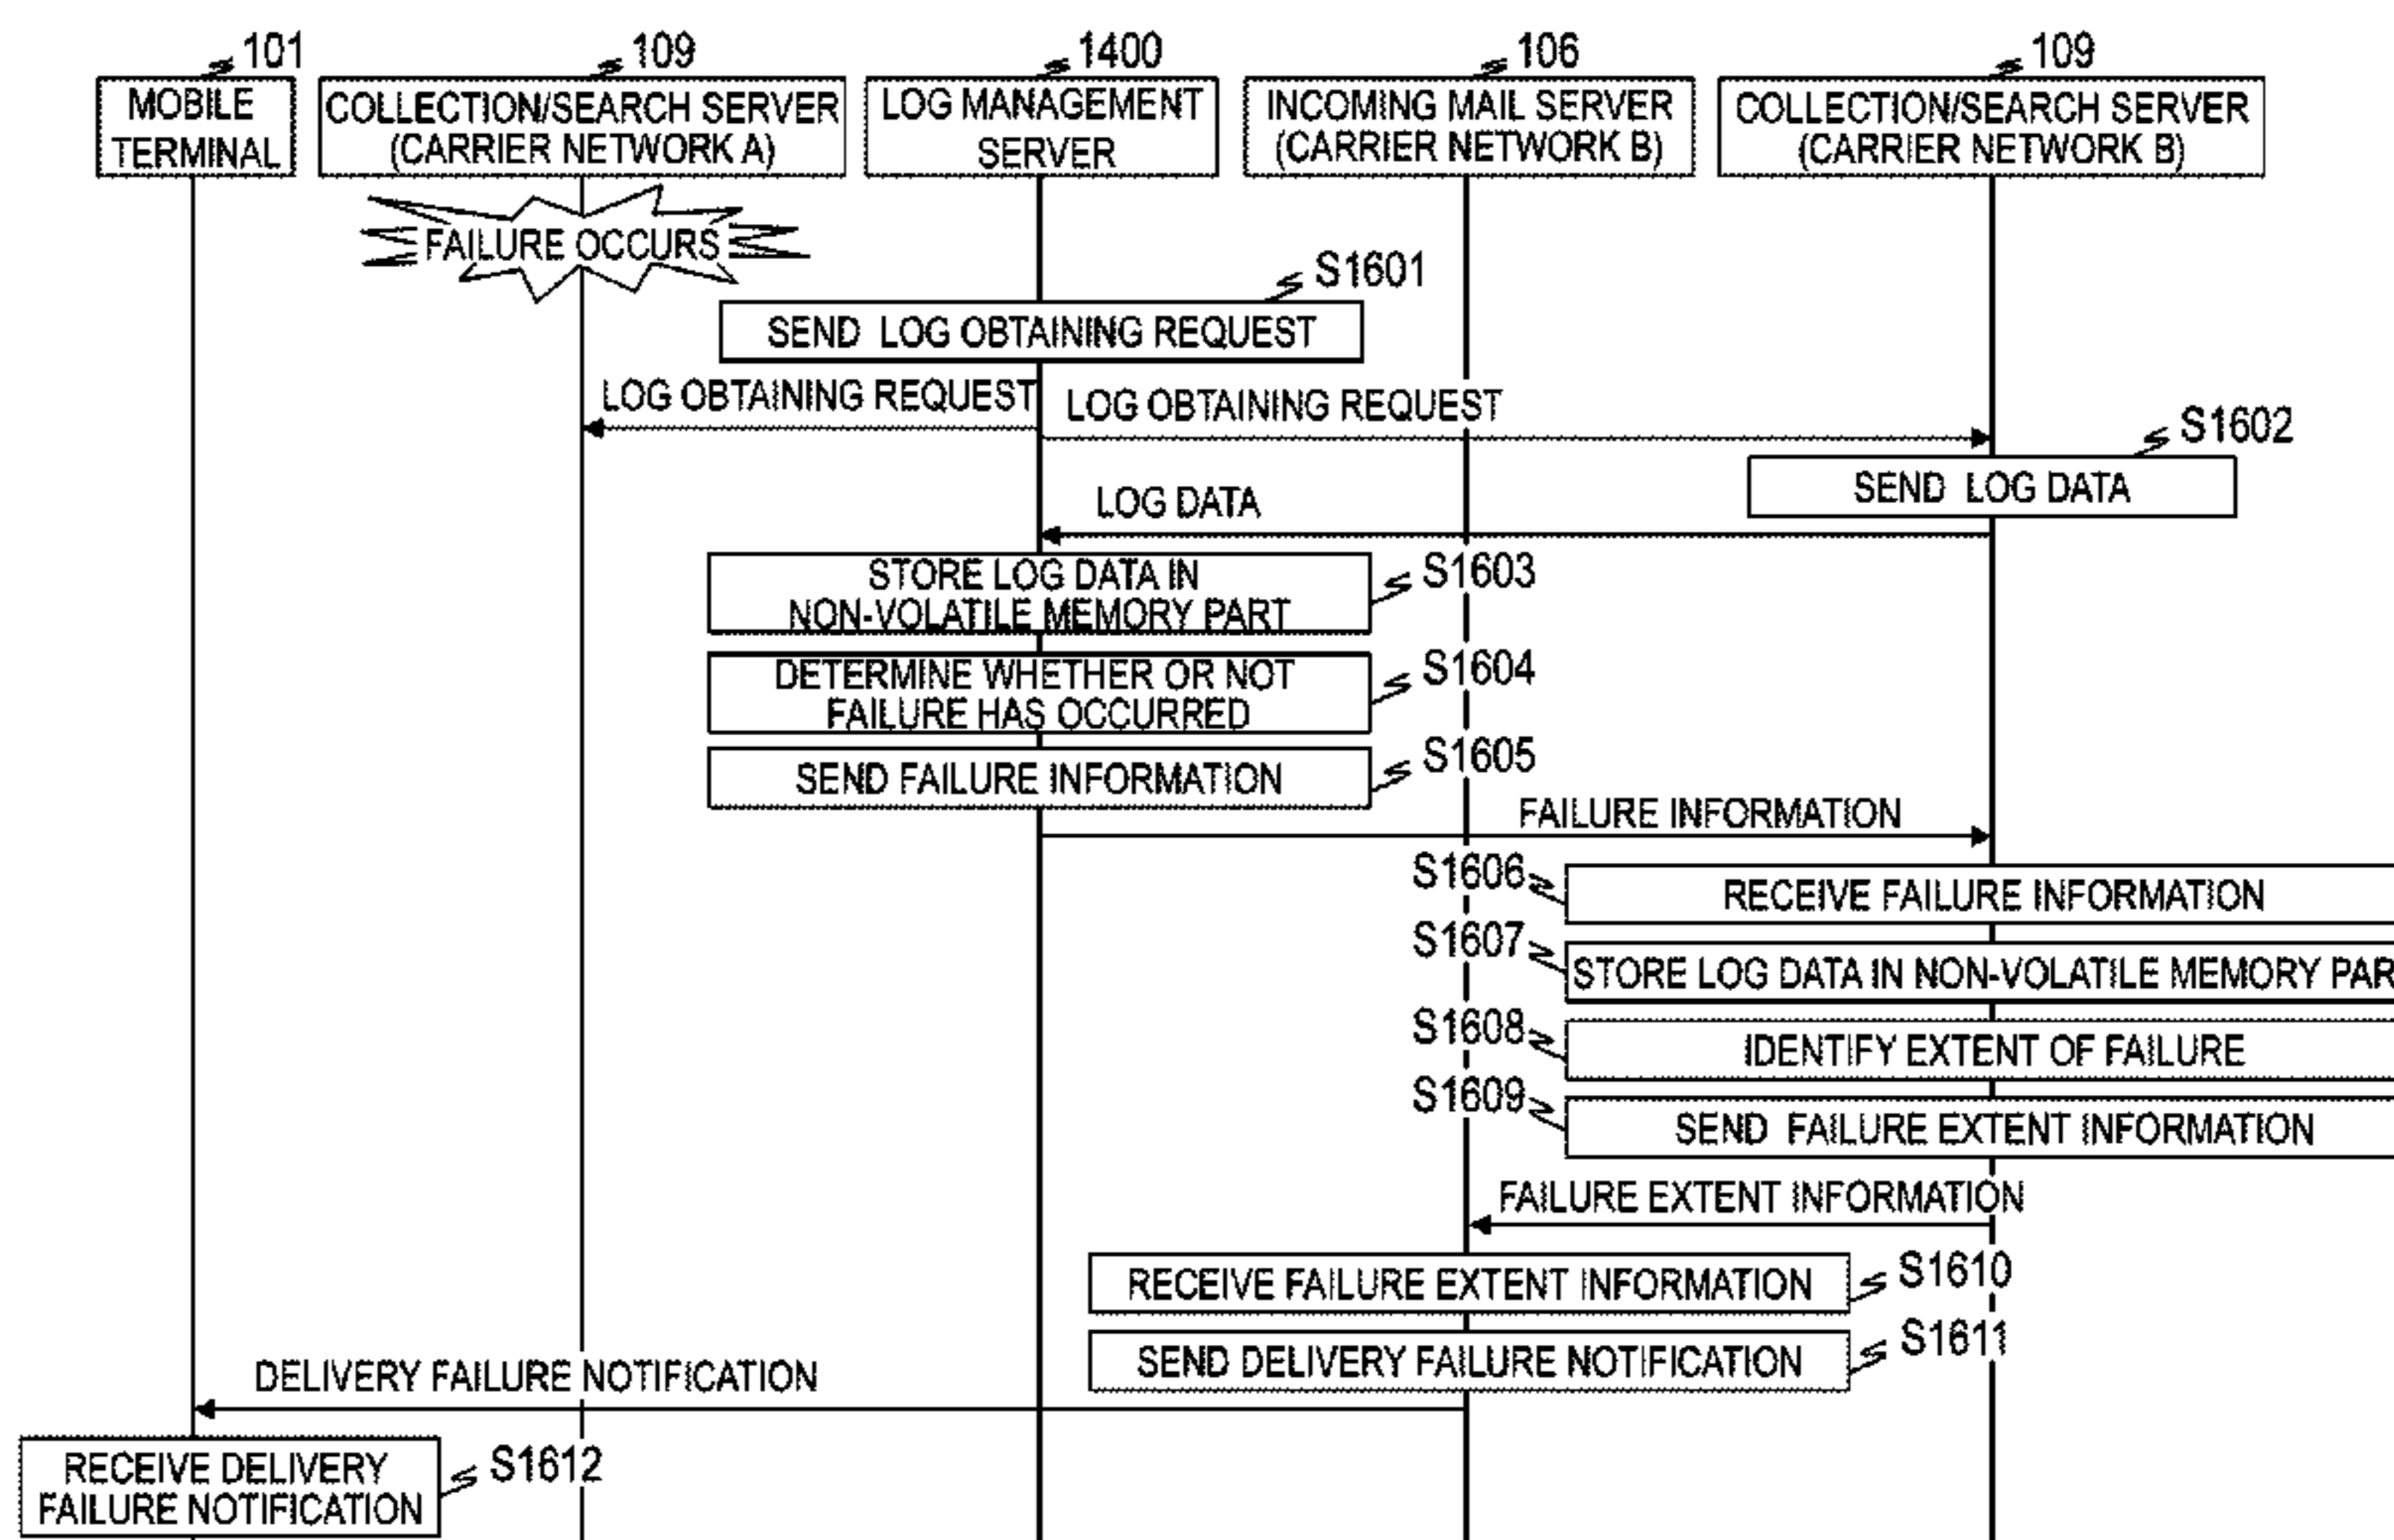 101
109
1400
106
109
MOBILE
TERMINAL
COLLECTION/SEARCH SERVER
(CARRIER NETWORK A)
LOG MANAGEMENT
SERVER
INCOMING MAIL SERVER
(CARRIER NETWORK B)
COLLECTION/SEARCH SERVER
(CARRIER NETWORK B)
FAILURE OCCURS
S1601
SEND LOG OBTAINING REQUEST
LOG OBTAINING REQUEST
LOG OBTAINING REQUEST
S1602
SEND LOG DATA
LOG DATA
STORE LOG DATA IN
NON-VOLATILE MEMORY PART
S1603
DETERMINE WHETHER OR NOT
FAILURE HAS OCCURRED
S1604
SEND FAILURE INFORMATION
S1605
FAILURE INFORMATION
S1606
RECEIVE FAILURE INFORMATION
S1607
STORE LOG DATA IN NON-VOLATILE MEMORY PAR
S1608
IDENTIFY EXTENT OF FAILURE
S1609
SEND FAILURE EXTENT INFORMATION
FAILURE EXTENT INFORMATION
RECEIVE FAILURE EXTENT INFORMATION
S1610
SEND DELIVERY FAILURE NOTIFICATION
S1611
DELIVERY FAILURE NOTIFICATION
RECEIVE DELIVERY
FAILURE NOTIFICATION
S1612